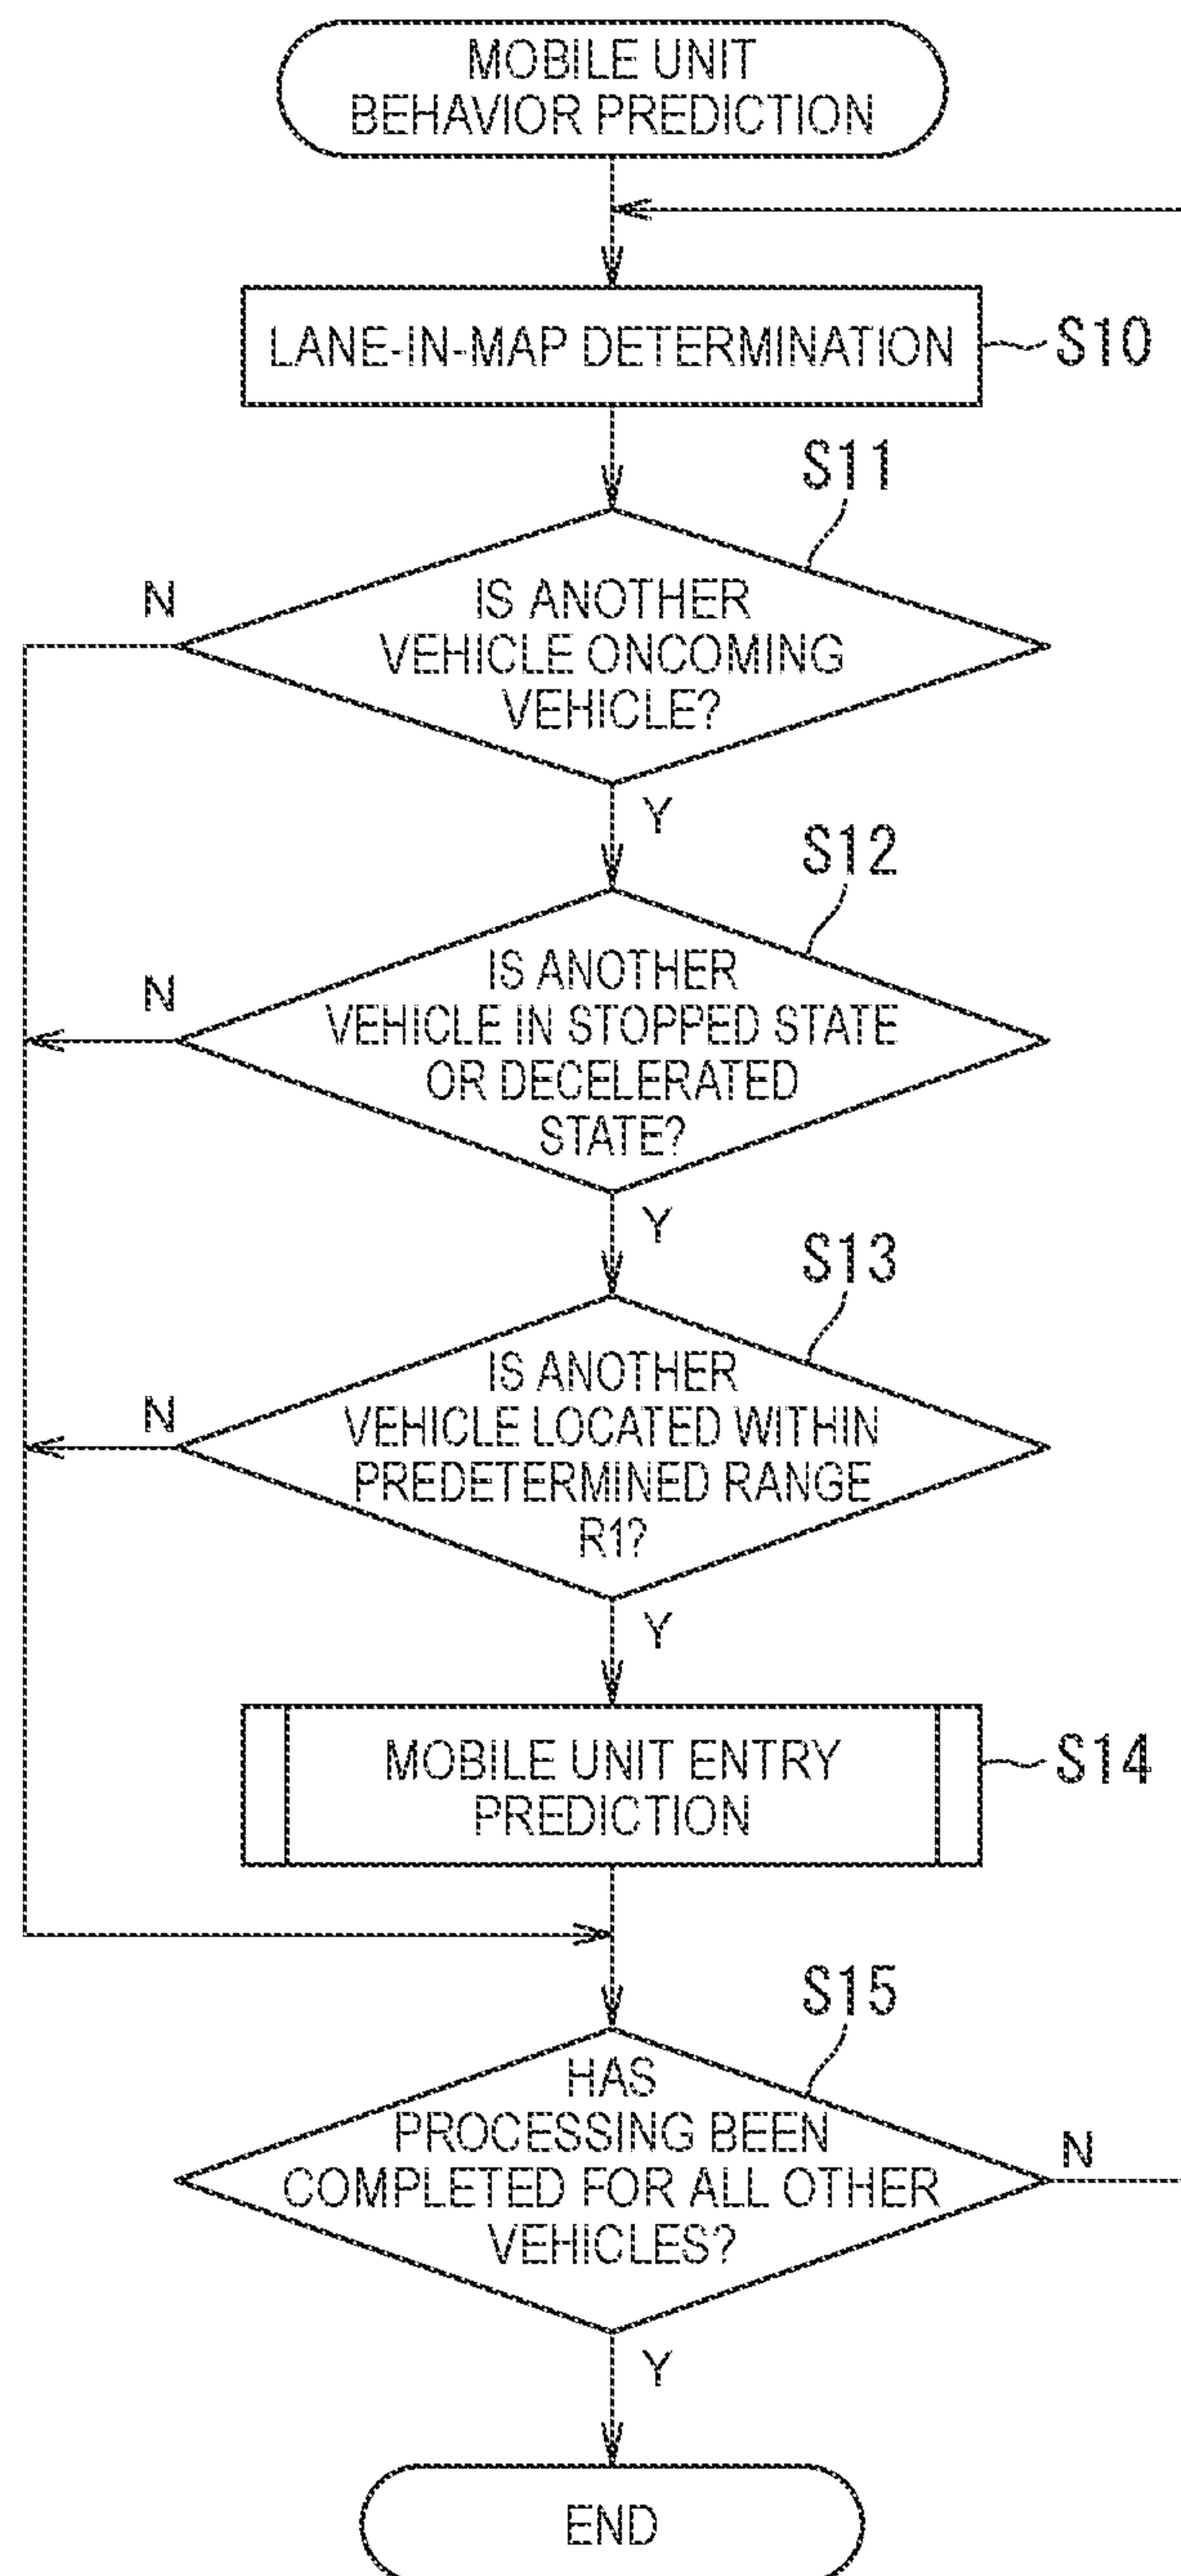 MOBILE UNIT
BEHAVIOR PREDICTION
LANE-IN-MAP DETERMINATION
S10
S11
N
IS ANOTHER
VEHICLE ONCOMING
VEHICLE?
Y
S12
N
IS ANOTHER
VEHICLE IN STOPPED STATE
OR DECELERATED
STATE?
Y
S13
N
IS ANOTHER
VEHICLE LOCATED WITHIN
PREDETERMINED RANGE
R1?
Y
MOBILE UNIT ENTRY
PREDICTION
S14
S15
HAS
PROCESSING BEEN
COMPLETED FOR ALL OTHER
VEHICLES?
N
Y
END